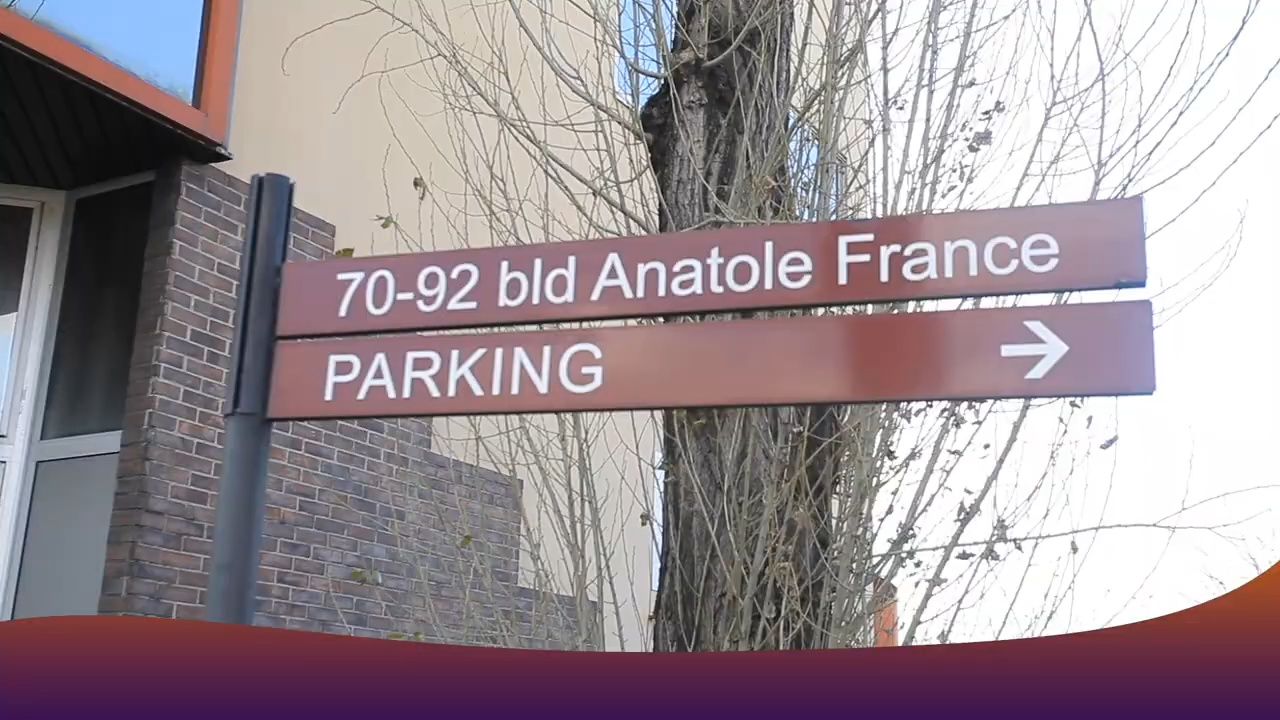 70-92 bld Anatole France
PARKING →